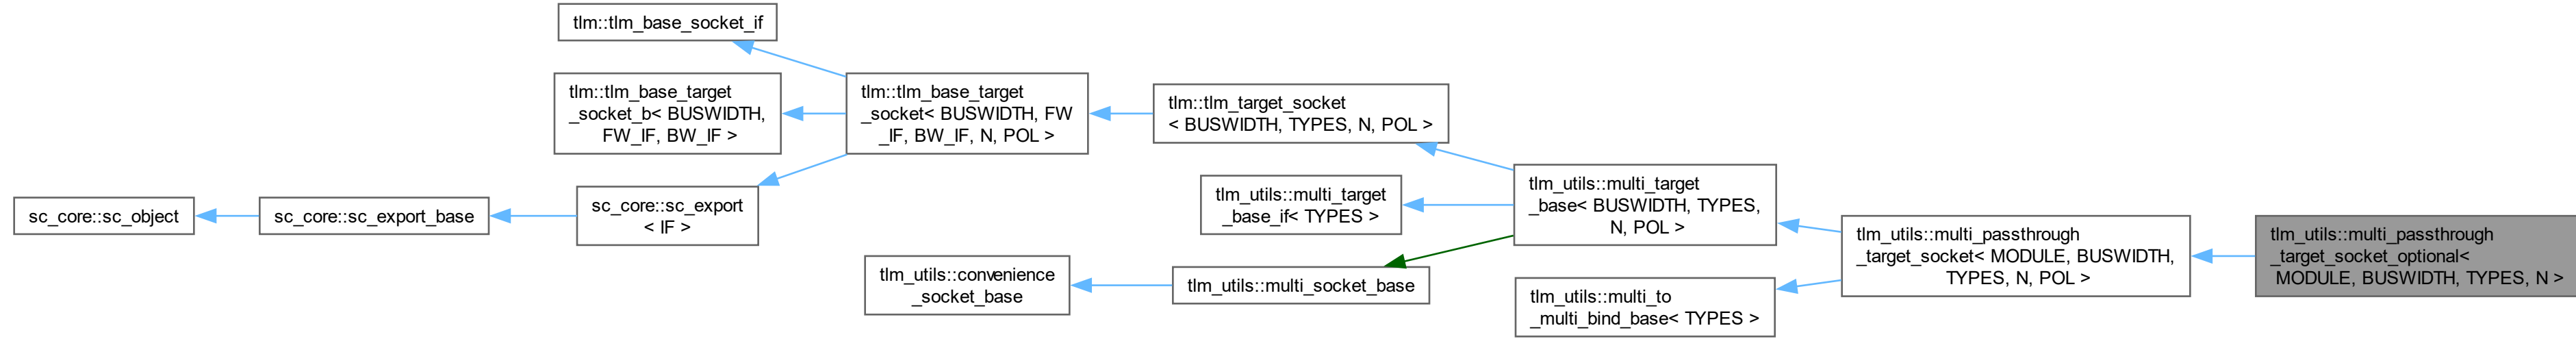 tlm::tlm_base_socket_if
tlm::tlm_base_target
_socket_b< BUSWIDTH,
FW_IF, BW_IF >
sc_core::sc_object
sc_core::sc_export_base
sc_core::sc_export
< IF >
tlm::tlm_base_target
_socket< BUSWIDTH, FW
_IF, BW_IF, N, POL >
tlm_utils::convenience
_socket_base
tlm::tlm_target_socket
< BUSWIDTH, TYPES, N, POL >
tlm_utils::multi_target
_base_if< TYPES >
tlm_utils::multi_socket_base
tlm_utils::multi_target
_base< BUSWIDTH, TYPES,
N, POL >
tlm_utils::multi_to
_multi_bind_base< TYPES >
tlm_utils::multi_passthrough
_target_socket< MODULE, BUSWIDTH,
TYPES, N, POL >
tlm_utils::multi_passthrough
_target_socket_optional<
MODULE, BUSWIDTH, TYPES, N >